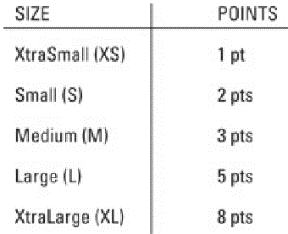 SIZE POINTS
XtraSmall (XS) 1 pt
Small (S) 2 pts
Medium (M) 3 pts
Large (L) 5 pts
XtraLarge (XL) 8 pts